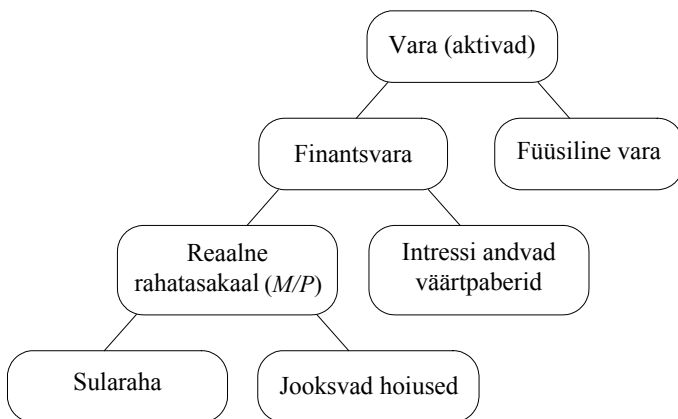 Vara (aktivad)
Finantsvara
Füüsiline vara
Reaalne
rahatasakaal (M/P)
Intressi andvad
väärtpaberid
Sularaha
Jooksvad hoiused